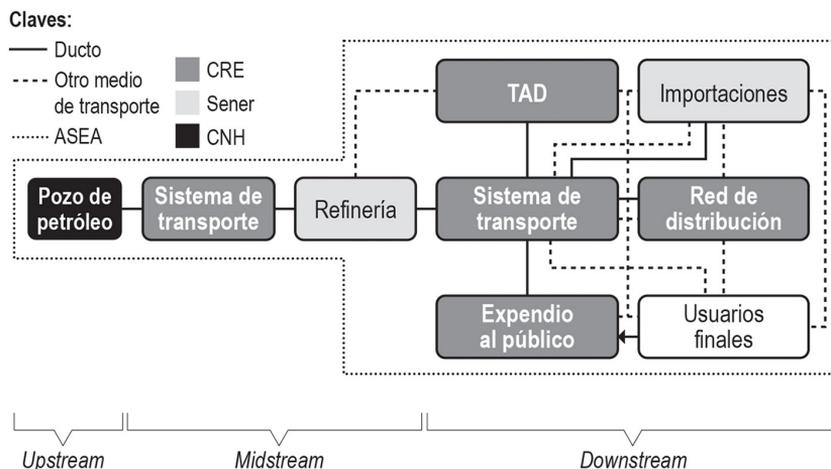 Claves:
Ducto
Otro medio
de transporte
ASEA
CRE
Sener
CNH
TAD
Importaciones
Pozo de
petróleo
Sistema de
transporte
Refinería
Sistema de
transporte
Red de
distribución
Expendio
al público
Usuarios
finales
Upstream
Midstream
Downstream